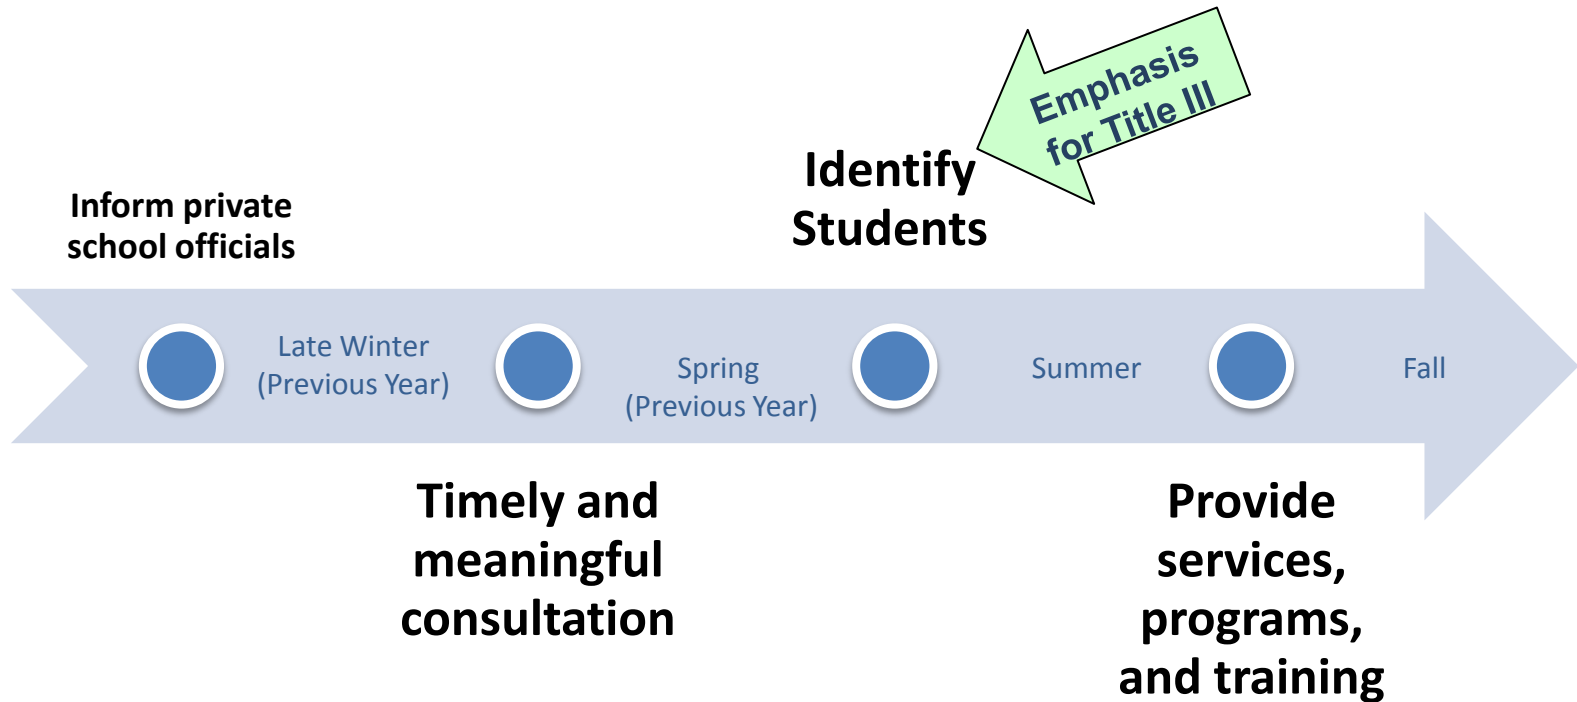 Emphasis
for Title III
Identify
Students
Inform private
school officials
Late Winter
(Previous Year)
Spring
(Previous Year)
Summer
Fall
Timely and
meaningful
consultation
Provide
services,
programs,
and training